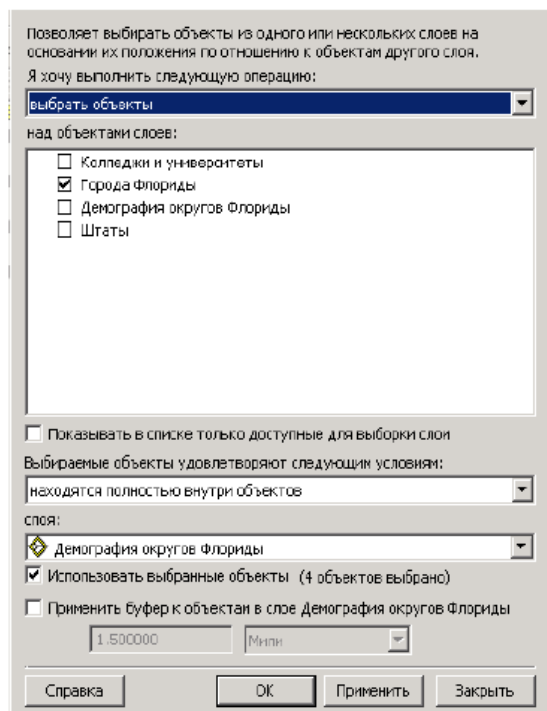 Позволяет выбирать объекты из одного или нескольких слоев на
основании их положения по отношению к объектам другого слоя.
Я хочу выполнить следующую операцию:
выбрать объекты
над объектами слоев:
Колледжи и университеты
Города Флориды
Демография округов Флориды
Штаты
Показывать в списке только доступные для выборки слои
Выбираемые объекты удовлетворяют следующим условиям:
находятся полностью внутри объектов
слоя:
Демография округов Флориды
Использовать выбранные объекты (4 объектов выбрано)
Применить буфер к объектам в слое Демография округов Флориды
1.500000 Мили
Справка ОК Применить Закрыть